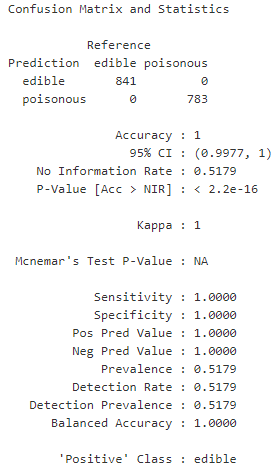 Confusion Matrix and Statistics
Reference
Prediction edible poisonous
edible 841 0
poisonous 0 783
Accuracy : 1
95% CI : (0.9977, 1)
No Information Rate : 0.5179
P-Value [Acc > NIR] : < 2.2e-16
Kappa : 1
Mcnemar's Test P-Value : NA
Sensitivity : 1.0000
Specificity : 1.0000
Pos Pred Value : 1.0000
Neg Pred Value : 1.0000
Prevalence : 0.5179
Detection Rate : 0.5179
Detection Prevalence : 0.5179
Balanced Accuracy : 1.0000
'Positive' Class : edible